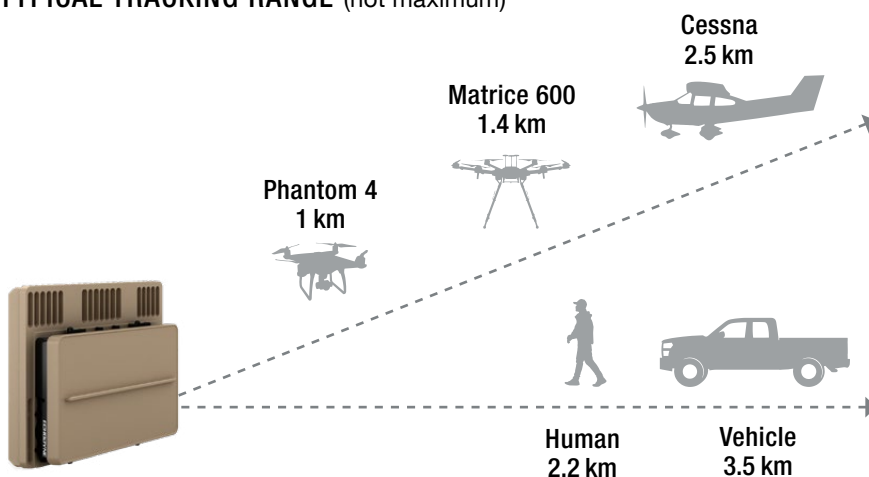 TYPICAL TRACKING RANGE (not maximum)
Cessna
2.5 km
Matrice 600
1.4 km
Phantom 4
1 km
Human
2.2 km
Vehicle
3.5 km